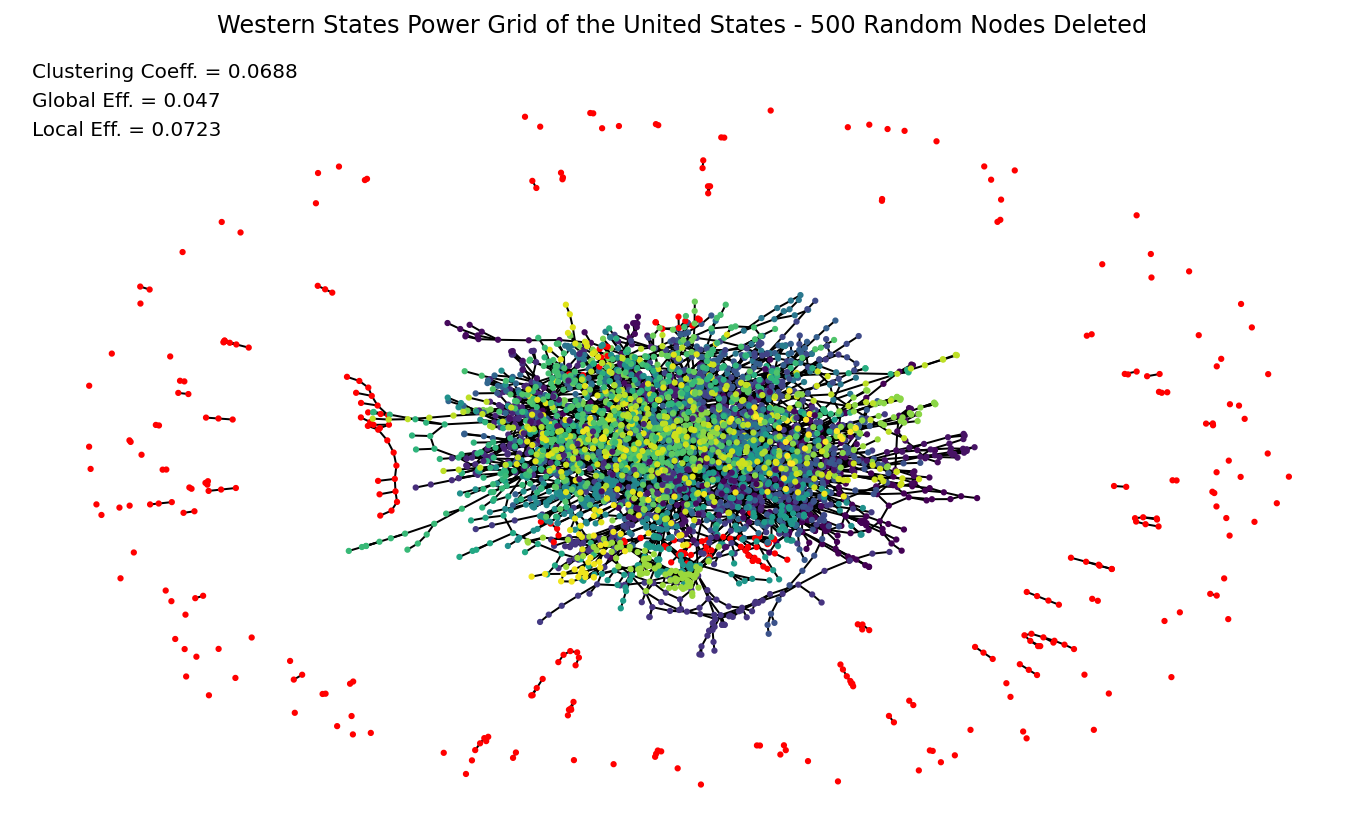 Western States Power Grid of the United States - 500 Random Nodes Deleted
Clustering Coeff. = 0.0688
Global Eff. = 0.047
Local Eff. = 0.0723